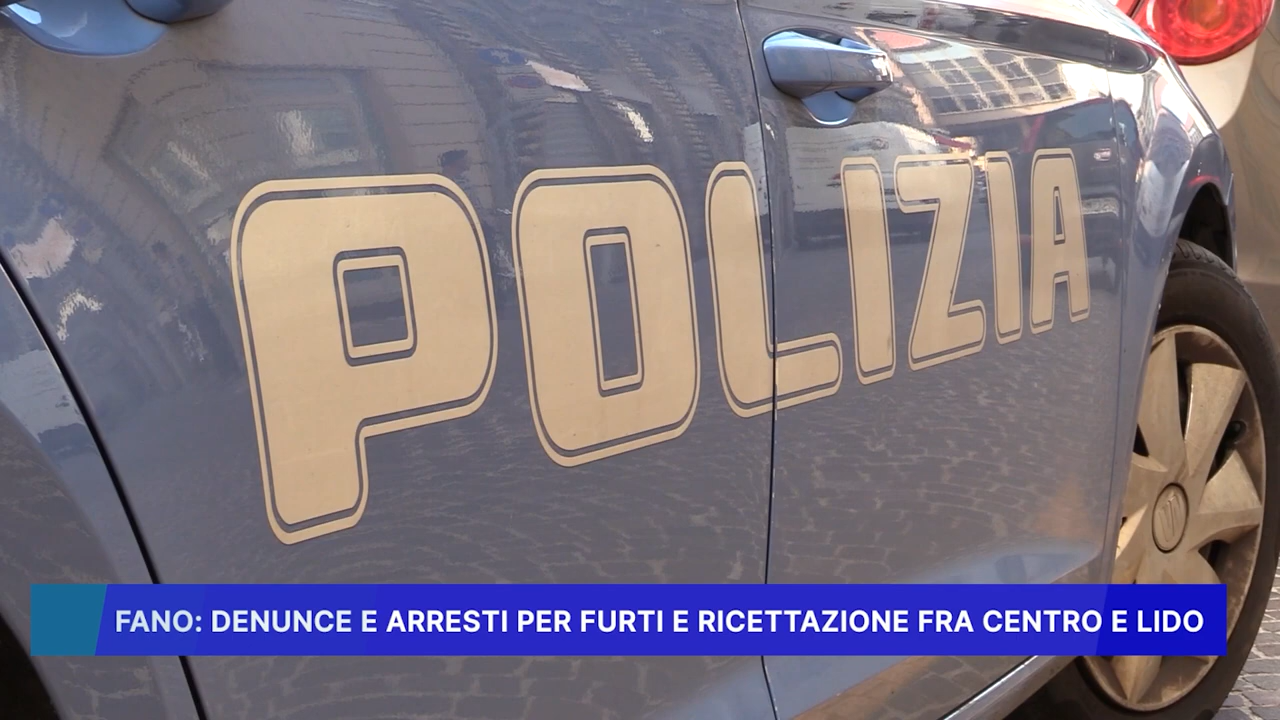 POLIZIA
FANO: DENUNCE E ARRESTI PER FURTI E RICETTAZIONE FRA CENTRO E LIDO